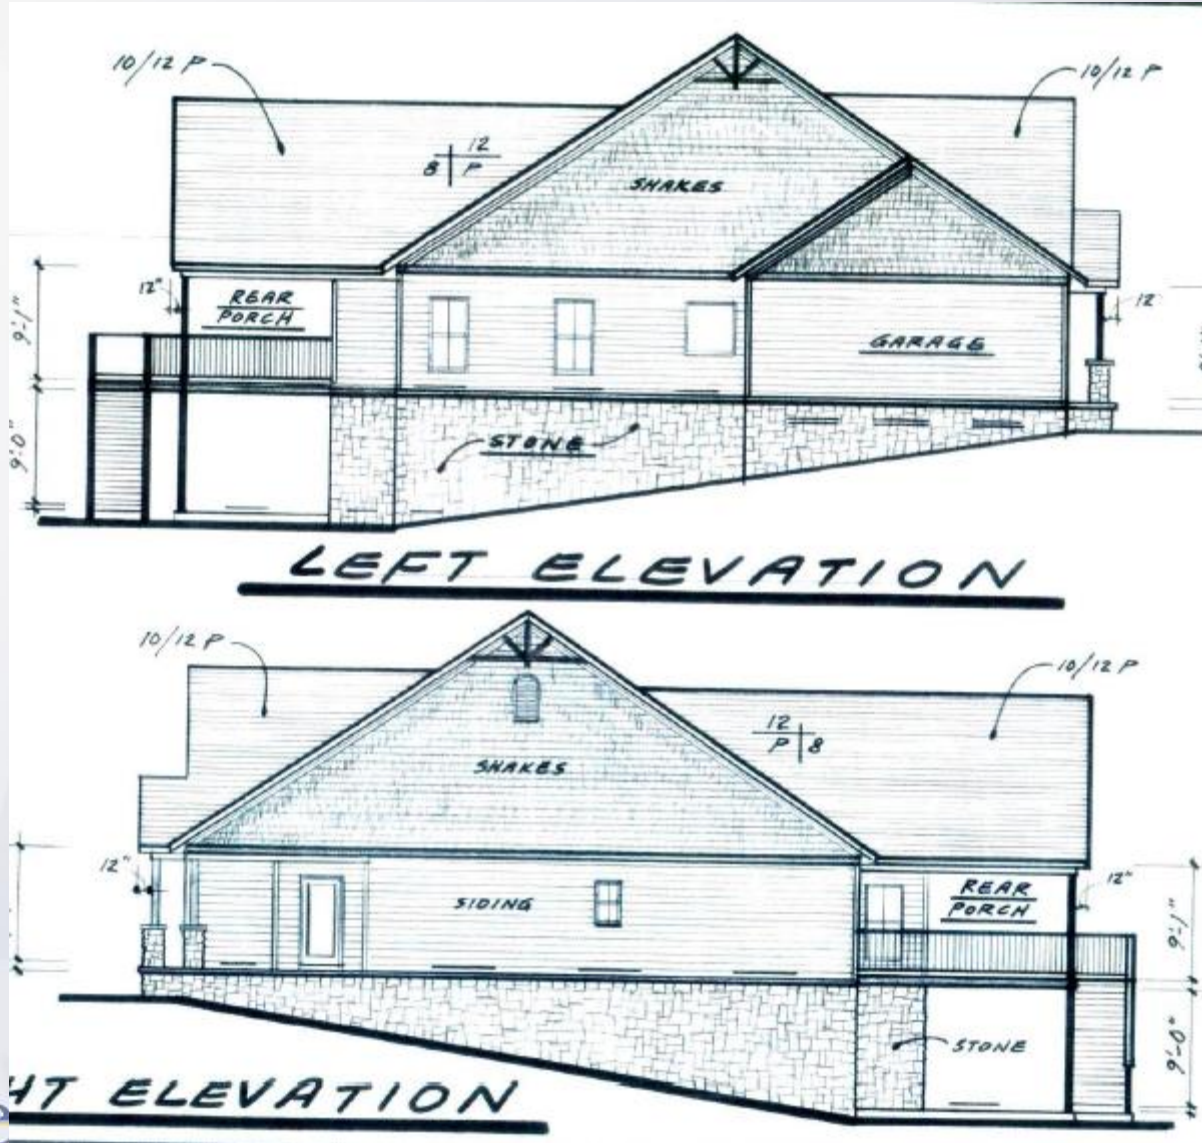 10/12 P
10/12 P
12
8 P
SHAKES
12"
REAR
PORCH
12
9'-1"
GARAGE
9'-0"
STONE
LEFT ELEVATION
10/12 P
10/12 P
12
P 8
SHAKES
12"
SIDING
REAR
PORCH
12"
9'-1"
STONE
9'-0"
HT ELEVATION